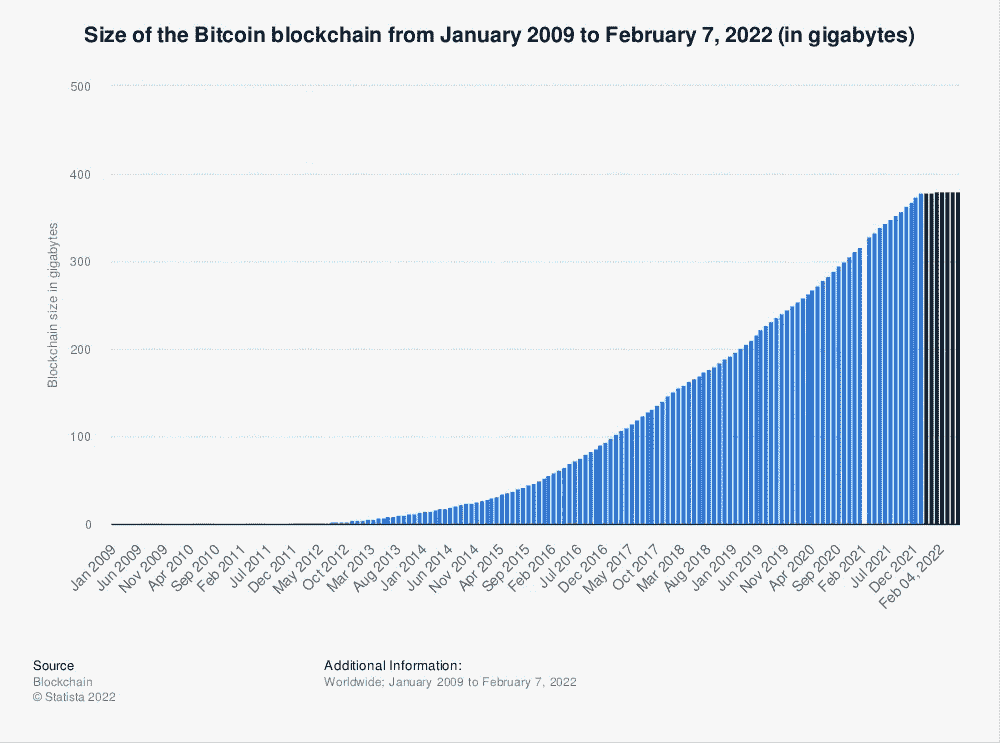 Size of the Bitcoin blockchain from January 2009 to February 7, 2022 (in gigabytes)
500
400
300
200
100
0
Blockchain size in gigabytes
Jan 2009
Jun 2009
Nov 2009
Apr 2010
Sep 2010
Feb 2011
Jul 2011
Dec 2011
May 2012
Oct 2012
Mar 2013
Aug 2013
Jan 2014
Jun 2014
Nov 2014
Apr 2015
Sep 2015
Feb 2016
Jul 2016
Dec 2016
May 2017
Oct 2017
Mar 2018
Aug 2018
Jan 2019
Jun 2019
Nov 2019
Apr 2020
Sep 2020
Feb 2021
Jul 2021
Dec 2021
Feb 04, 2022
Source
Blockchain
© Statista 2022
Additional Information:
Worldwide; January 2009 to February 7, 2022